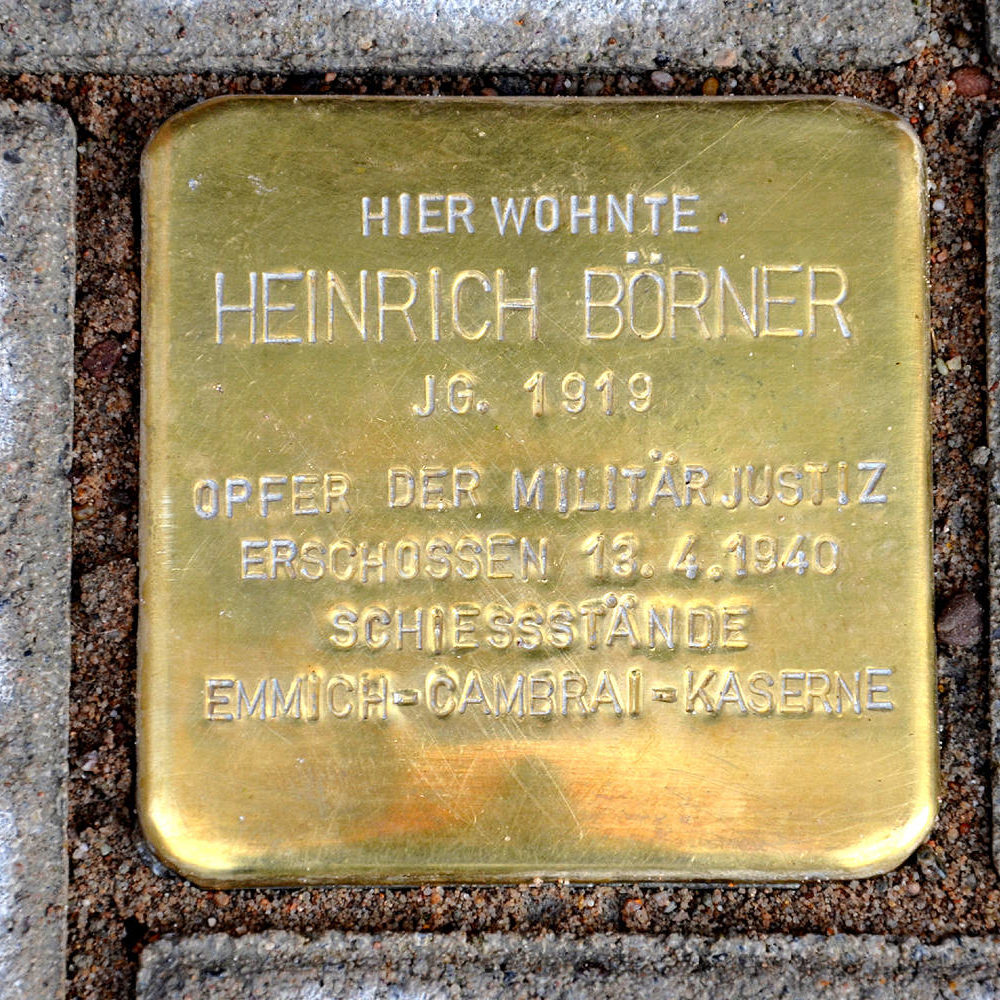 HIER WOHNTE
HEINRICH BÖRNER
JG. 1919
OPFER DER MILITÄRJUSTIZ
ERSCHOSSEN 13.4.1940
SCHIESSSTÄNDE
EMMICH-CAMBRAI-KASERNE